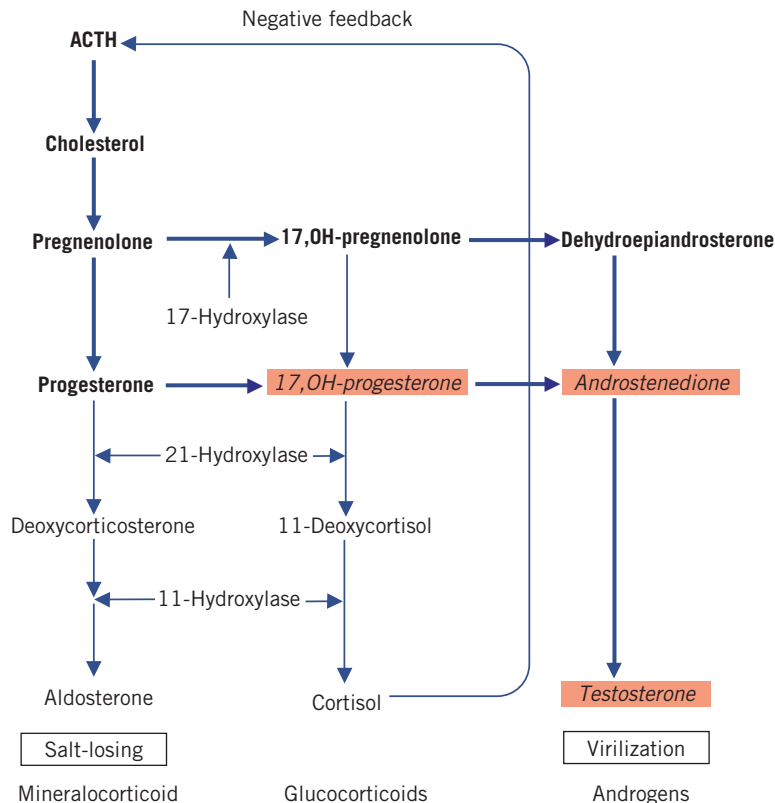 Negative feedback
ACTH
Cholesterol
Pregnenolone
17,OH-pregnenolone
Dehydroepiandrosterone
17-Hydroxylase
Progesterone
17,OH-progesterone
Androstenedione
21-Hydroxylase
Deoxycorticosterone
11-Deoxycortisol
11-Hydroxylase
Aldosterone
Cortisol
Testosterone
Salt-losing
Virilization
Mineralocorticoid
Glucocorticoids
Androgens